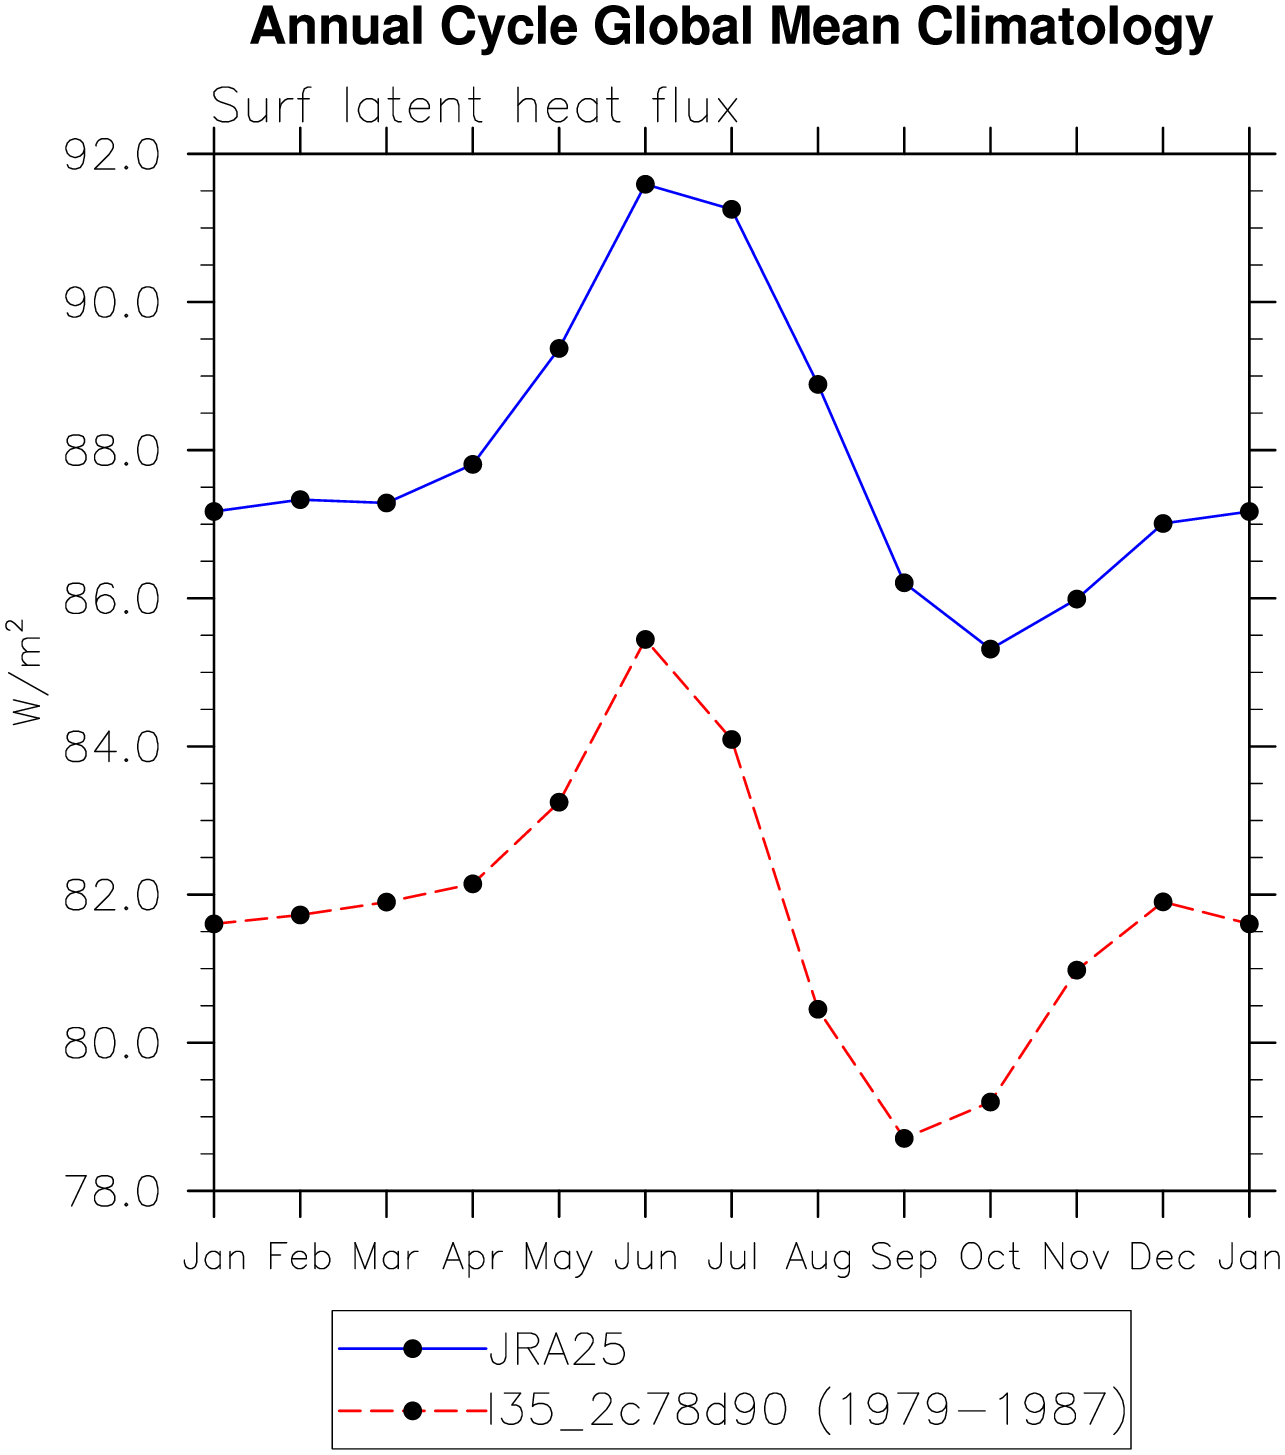 Annual Cycle Global Mean Climatology
Surf latent heat flux
92.0
90.0
88.0
86.0
84.0
82.0
80.0
78.0
W/m²
Jan Feb Mar Apr May Jun Jul Aug Sep Oct Nov Dec Jan
JRA25
I35_2c78d90 (1979-1987)